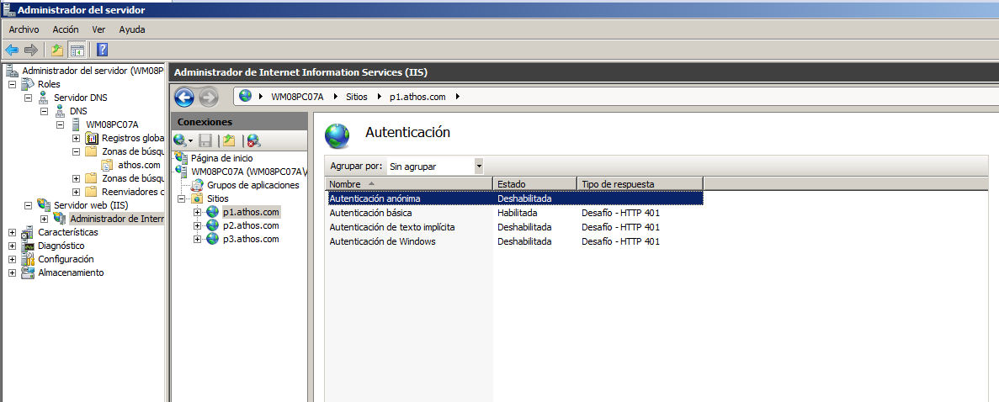 Administrador del servidor
Archivo Acción Ver Ayuda
Administrador del servidor (WM08P
Roles
Servidor DNS
DNS
WM08PC07A
Registros globa
Zonas de búsqu
athos.com
Zonas de búsqu
Reenviadores c
Servidor web (IIS)
Administrador de Intern
Características
Diagnóstico
Configuración
Almacenamiento
Administrador de Internet Information Services (IIS)
WM08PC07A Sitios p1.athos.com
Conexiones
Página de inicio
WM08PC07A (WM08PC07A\
Grupos de aplicaciones
Sitios
p1.athos.com
p2.athos.com
p3.athos.com
Autenticación
Agrupar por: Sin agrupar
Nombre Estado Tipo de respuesta
Autenticación anónima Deshabilitada
Autenticación básica Habilitada Desafío - HTTP 401
Autenticación de texto implícita Deshabilitada Desafío - HTTP 401
Autenticación de Windows Deshabilitada Desafío - HTTP 401